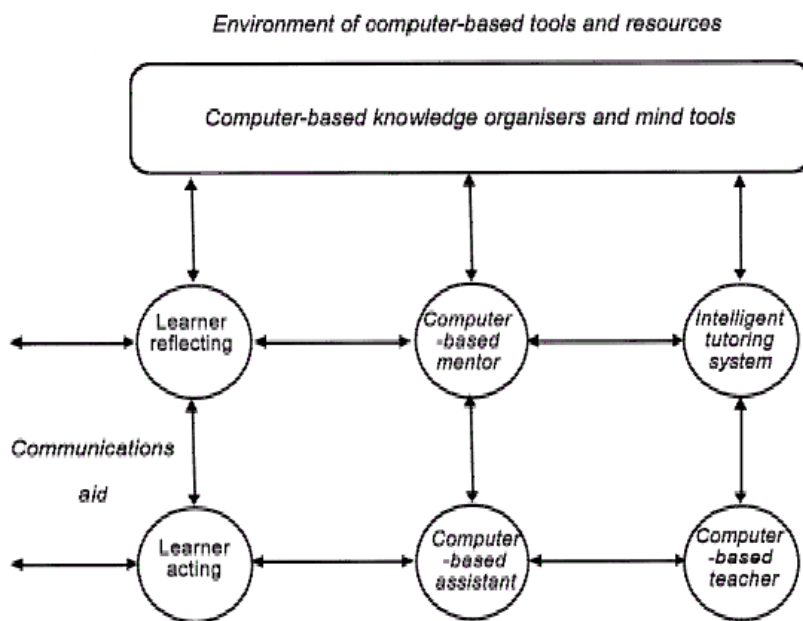 Environment of computer-based tools and resources
Computer-based knowledge organisers and mind tools
Learner
reflecting
Computer
-based
mentor
Intelligent
tutoring
system
Communications
aid
Learner
acting
Computer
-based
assistant
Computer
-based
teacher